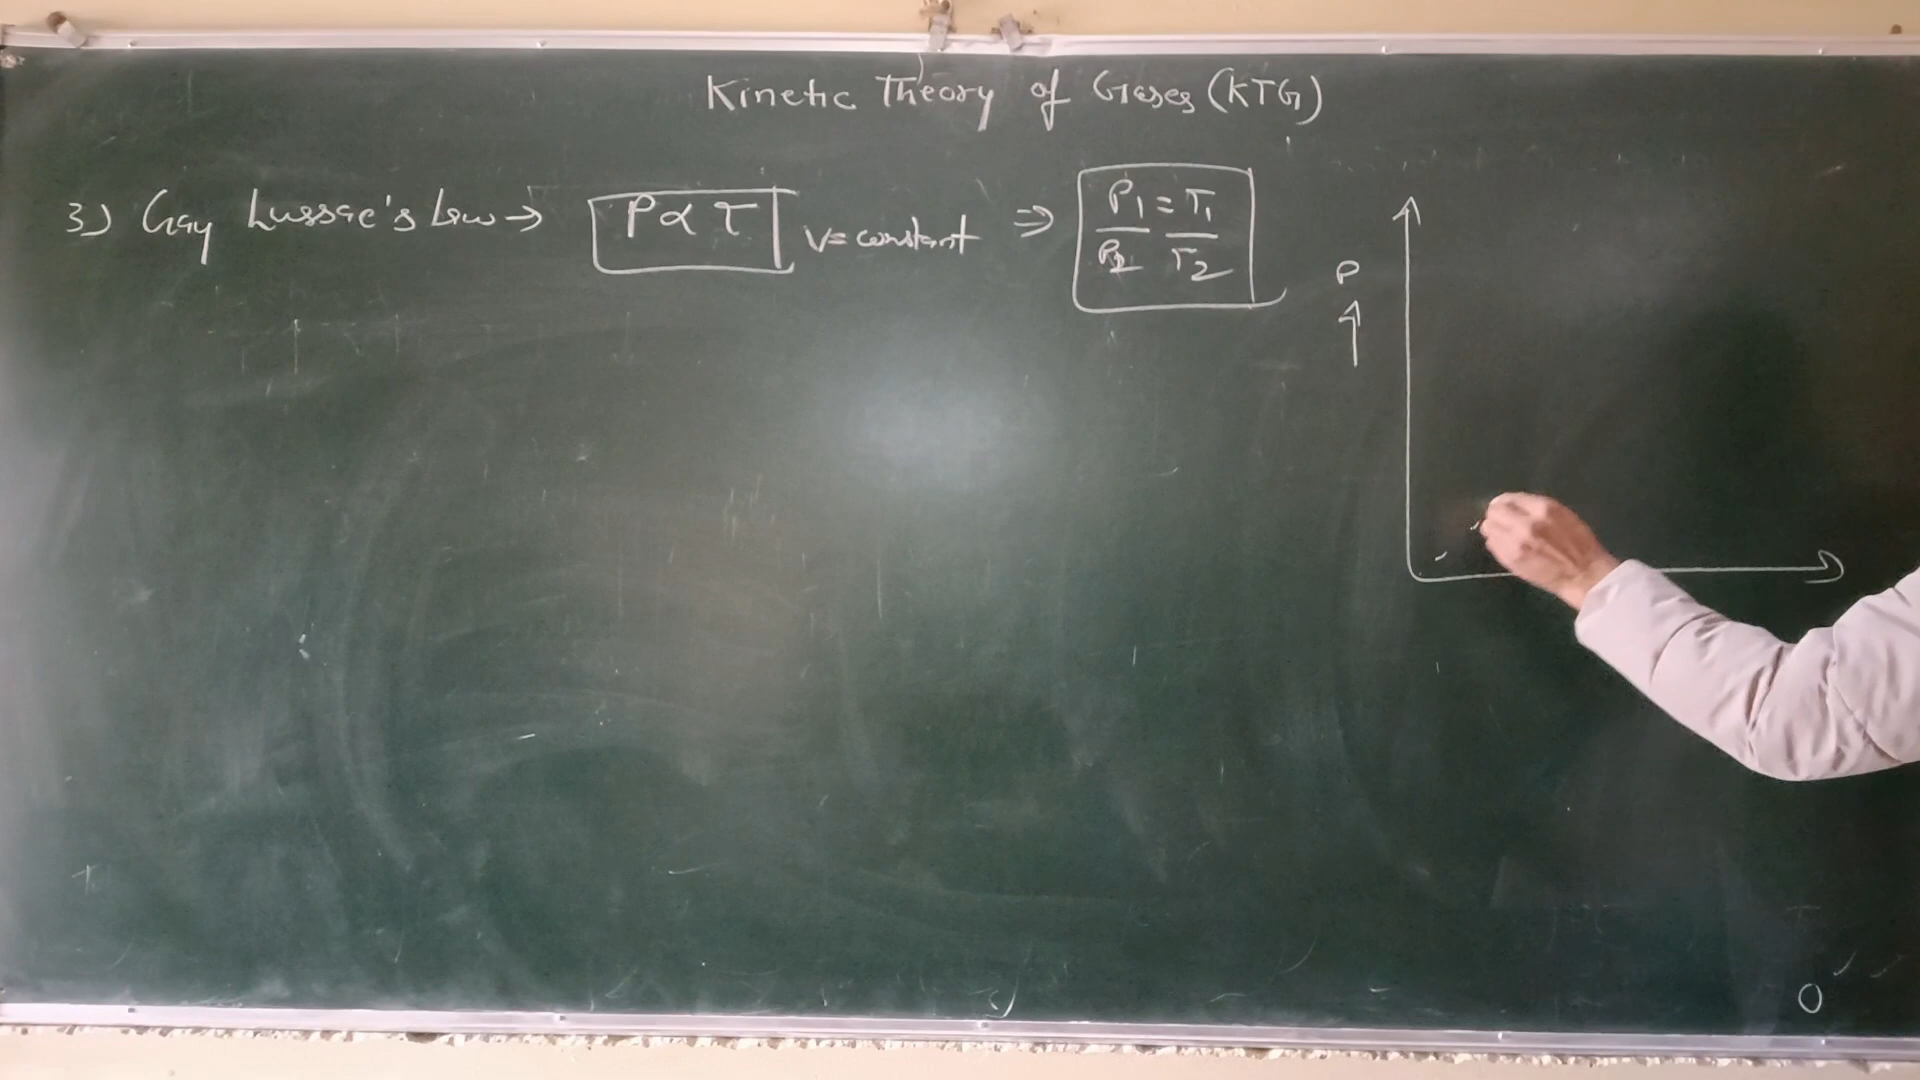 Kinetic Theory of Gases (KTG)
3) Gay Lussac's Law → P ∝ T V = constant ⇒ P1/P2 = T1/T2
P
↑
O